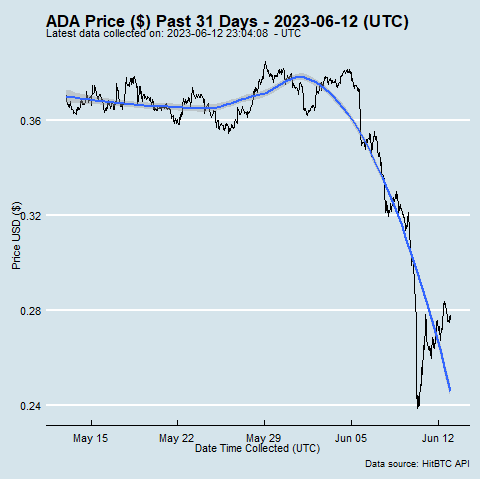 ADA Price ($) Past 31 Days - 2023-06-12 (UTC)
Latest data collected on: 2023-06-12 23:04:08 - UTC
Price USD ($)
0.36
0.32
0.28
0.24
May 15
May 22
May 29
Jun 05
Jun 12
Date Time Collected (UTC)
Data source: HitBTC API